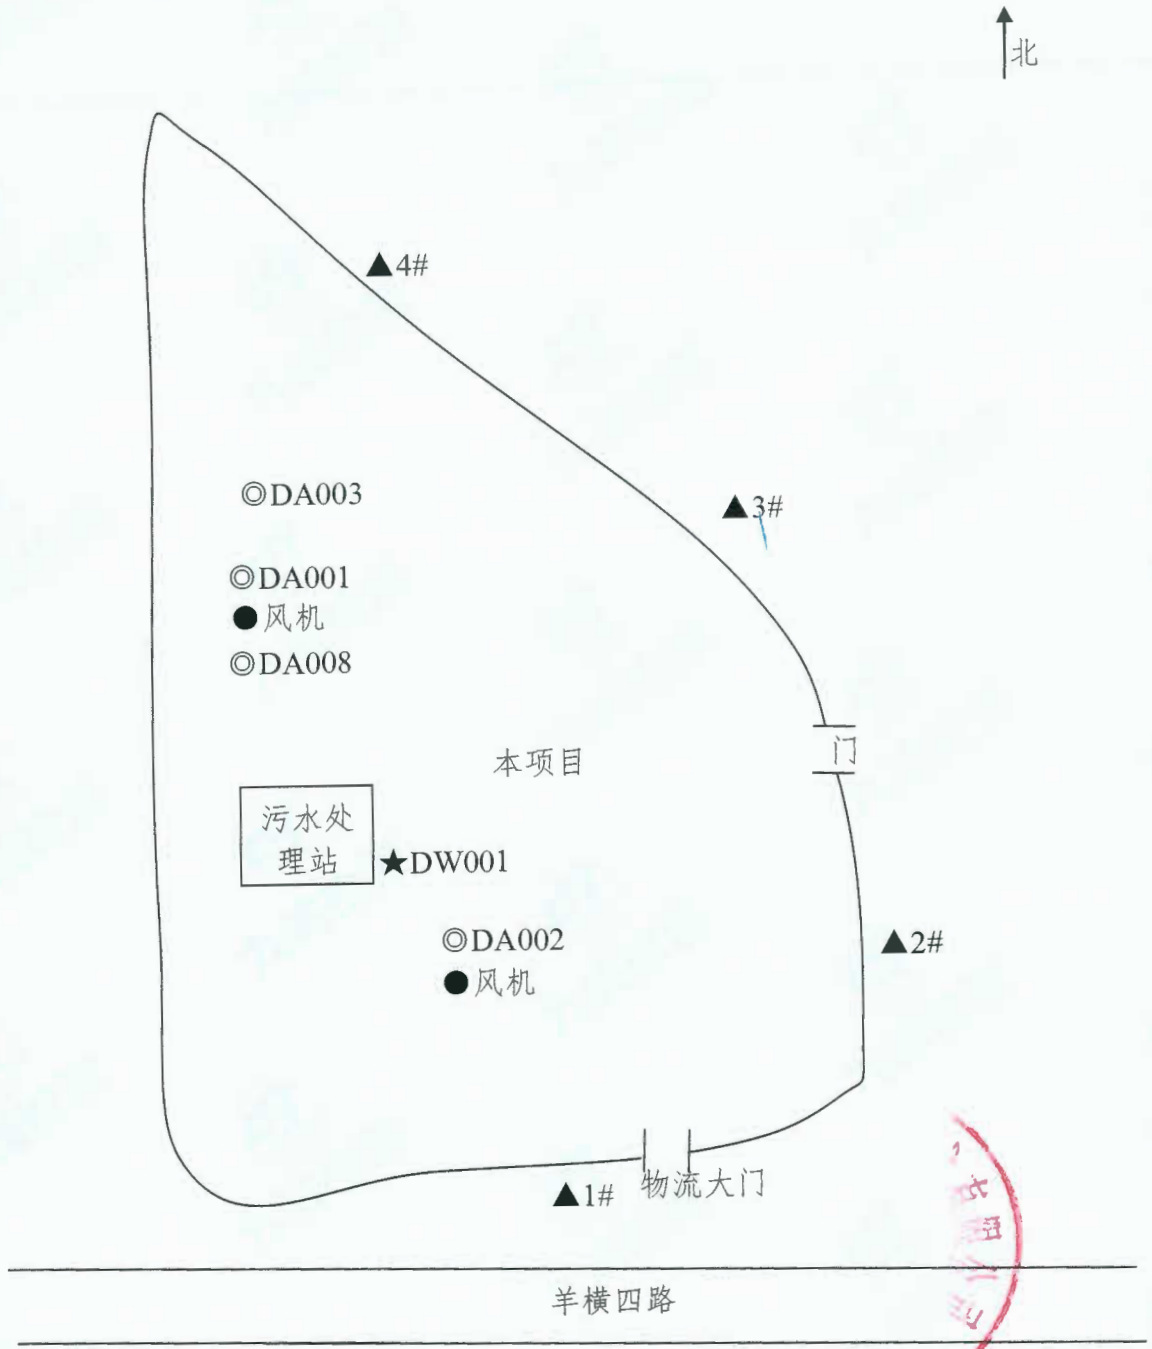 北
▲4#
◎DA003
▲3#
◎DA001
●风机
◎DA008
门
本项目
污水处
理站
★DW001
◎DA002
▲2#
●风机
▲1#
物流大门
羊横四路